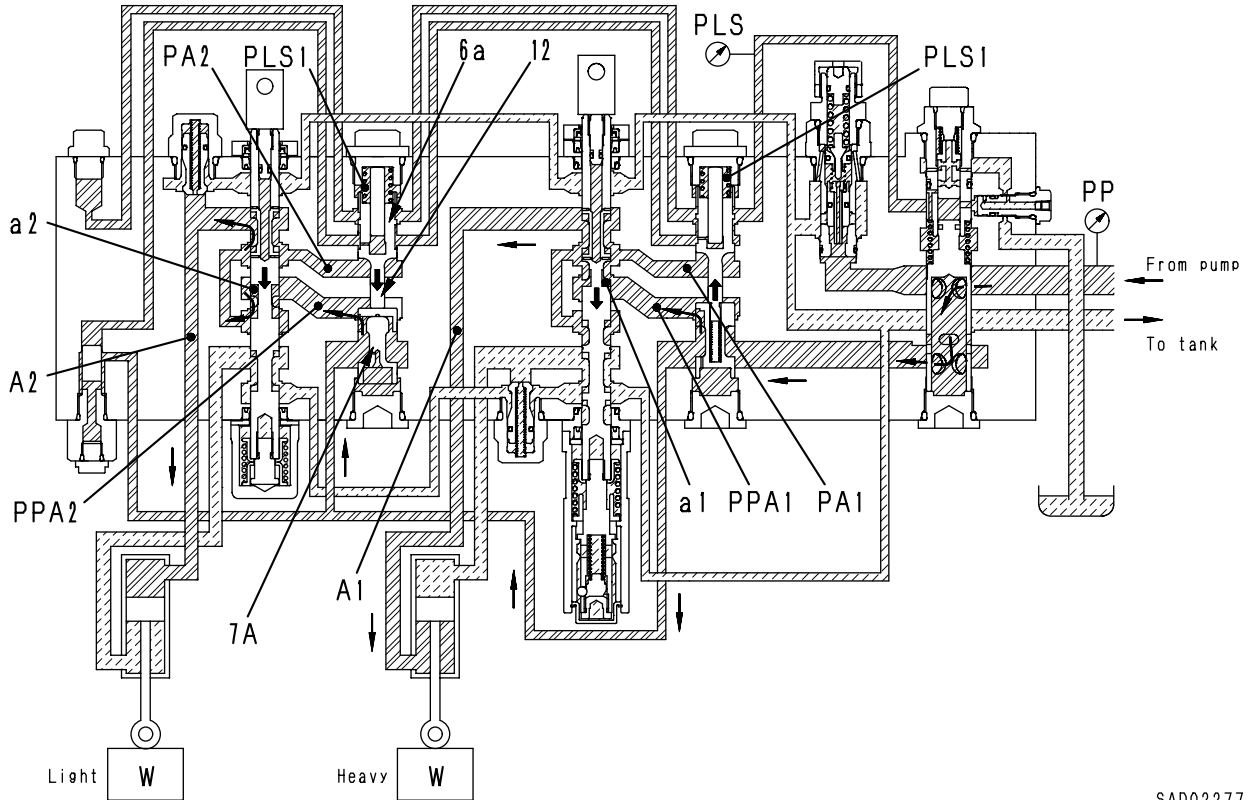 PA2
PLS1
6a
12
PLS
PLS1
PP
a2
From pump
To tank
A2
PPA2
A1
7A
a1
PPA1
PA1
Light
W
Heavy
W
SAD02277